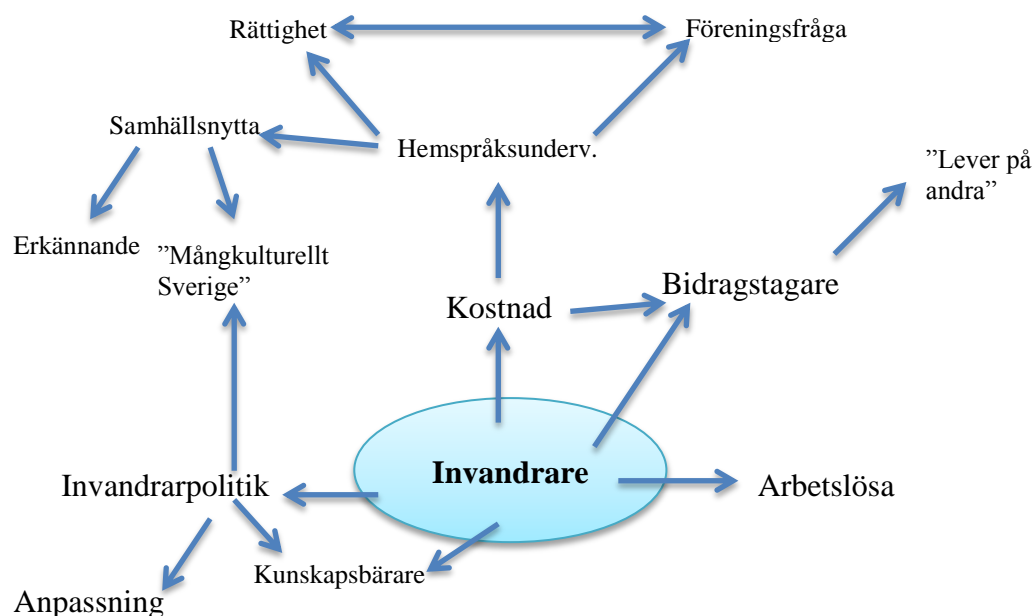 Rättighet
Föreningsfråga
Samhällsnytta
Hemspråksunderv.
”Lever på
andra”
Erkännande
”Mångkulturellt
Sverige”
Bidragstagare
Kostnad
Invandrare
Invandrarpolitik
Arbetslösa
Kunskapsbärare
Anpassning